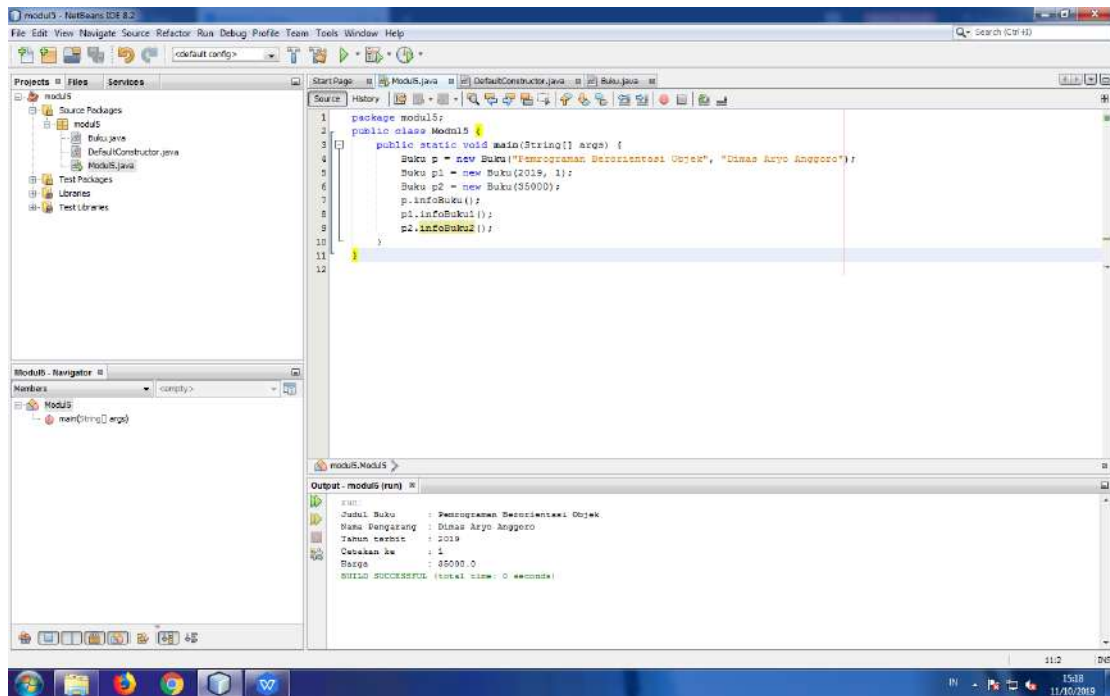 modul5 - NetBeans IDE 8.2
File Edit View Navigate Source Refactor Run Debug Profile Team Tools Window Help
Search (Ctrl+I)
<default config>
Projects Files Services
modul5
Source Packages
modul5
Buku.java
DefaultConstructor.java
Modul5.java
Test Packages
Libraries
Test Libraries
Start Page Modul5.java DefaultConstructor.java Buku.java
Source History
1 package modul5;
2 public class Modul5 {
3 public static void main(String[] args) {
4 Buku p = new Buku("Pemrograman Berorientasi Objek", "Dimas Aryo Anggoro");
5 Buku p1 = new Buku(2019, 1);
6 Buku p2 = new Buku(35000);
7 p.infoBuku();
8 p1.infoBuku1();
9 p2.infoBuku2();
10 }
11 }
12
Modul5 - Navigator
Members <empty>
Modul5
main(String[] args)
modul5.Modul5
Output - modul5 (run)
run:
Judul Buku : Pemrograman Berorientasi Objek
Nama Pengarang : Dimas Aryo Anggoro
Tahun terbit : 2019
Cetakan ke : 1
Harga : 35000.0
BUILD SUCCESSFUL (total time: 0 seconds)
11:2 INS
IN
15:18
11/10/2019